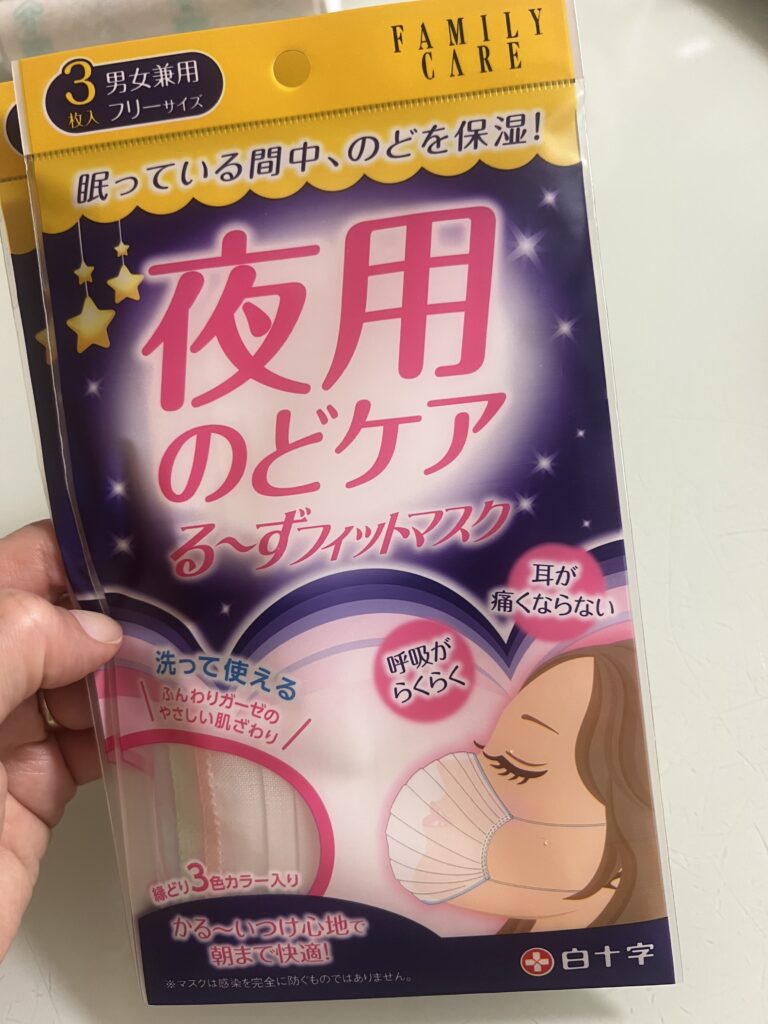 3枚入
男女兼用
フリーサイズ
FAMILY
CARE
眠っている間中、のどを保湿!
夜用
のどケア
る〜ずフィットマスク
耳が
痛くならない
呼吸が
らくらく
洗って使える
ふんわりガーゼの
やさしい肌ざわり
縁どり3色カラー入り
かる〜いつけ心地で
朝まで快適!
白十字
※マスクは感染を完全に防ぐものではありません。